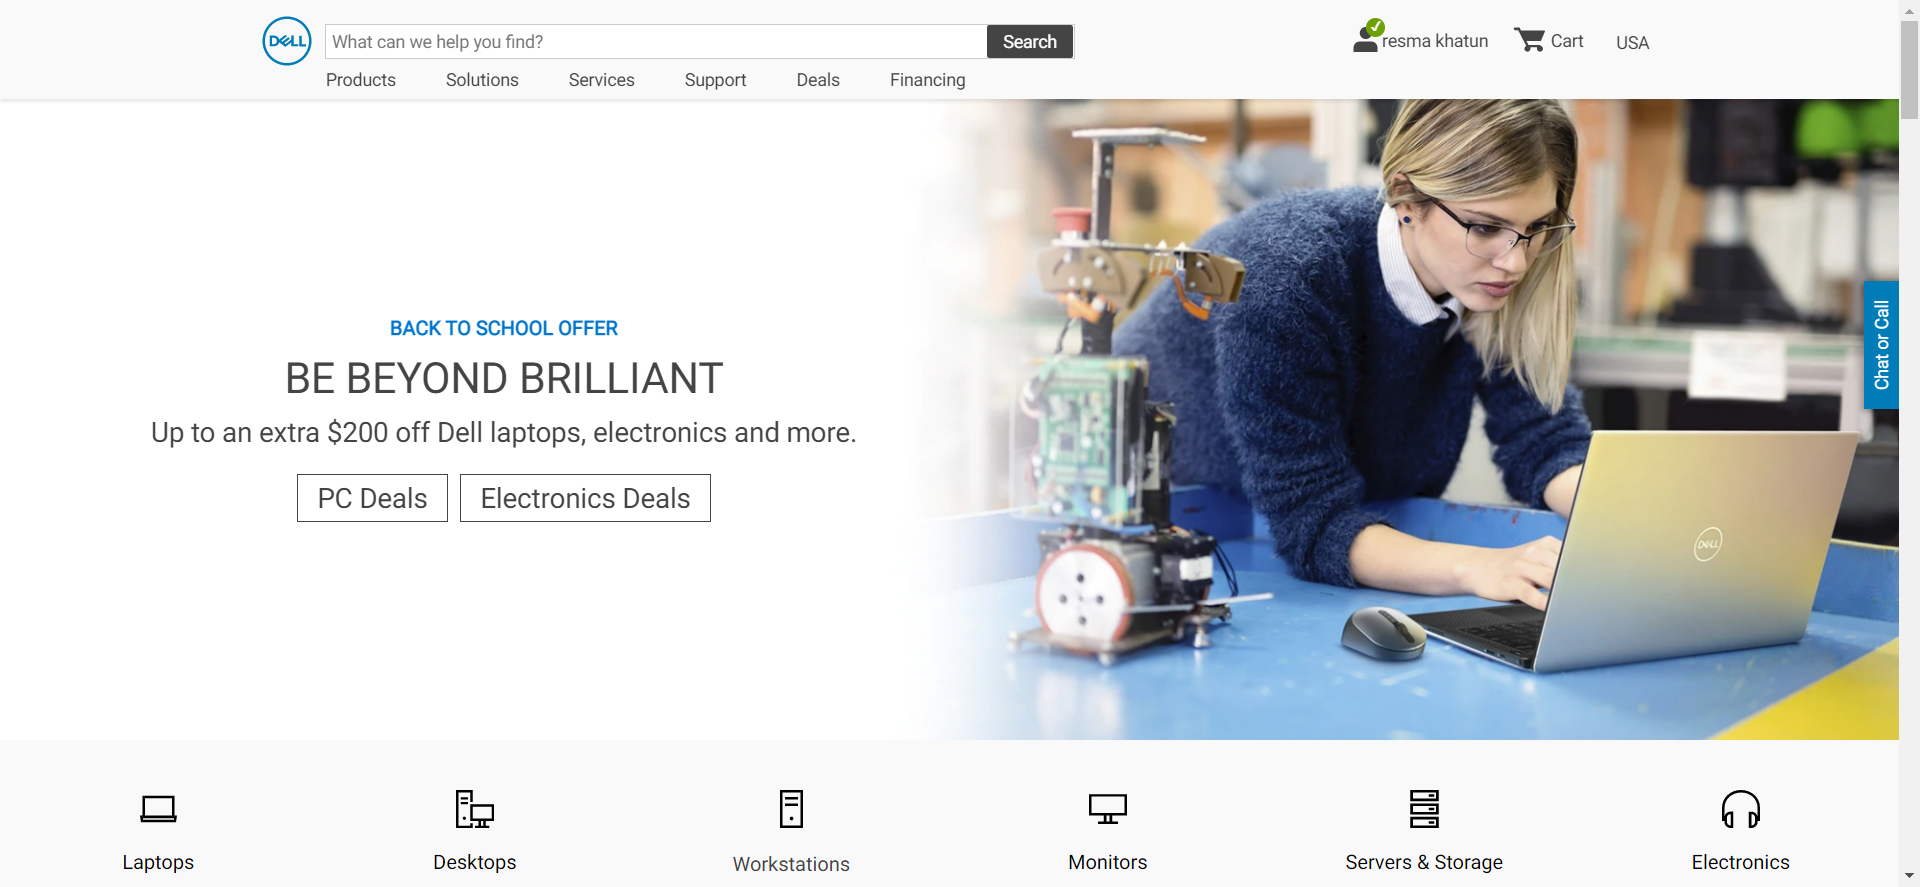 DELL
What can we help you find?
Search
resma khatun
Cart
USA
Products
Solutions
Services
Support
Deals
Financing
BACK TO SCHOOL OFFER
BE BEYOND BRILLIANT
Up to an extra $200 off Dell laptops, electronics and more.
PC Deals
Electronics Deals
Chat or Call
DELL
Laptops
Desktops
Workstations
Monitors
Servers & Storage
Electronics